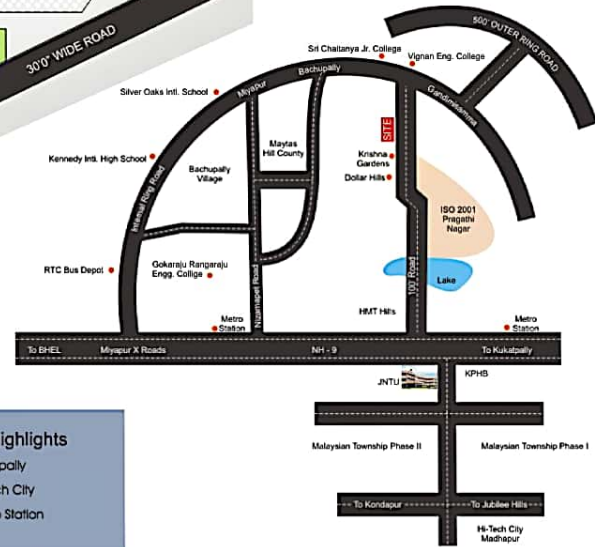 30'0" WIDE ROAD
500' OUTER RING ROAD
Sri Chaitanya Jr. College
Vignan Eng. College
Bachupally
Miyapur
Gandimisamma
Silver Oaks Intl. School
SITE
Maytas
Hill County
Krishna
Gardens
Dollar Hills
Kennedy Intl. High School
Bachupally
Village
Internal Ring Road
ISO 2001
Pragathi
Nagar
RTC Bus Depot
Gokaraju Rangaraju
Engg. Collige
Nizamapet Road
100' Road
Lake
HMT Hills
Metro
Station
Metro
Station
To BHEL
Miyapur X Roads
NH - 9
To Kukatpally
JNTU
KPHB
Malaysian Township Phase II
Malaysian Township Phase I
To Kondapur
To Jubilee Hills
Hi-Tech City
Madhapur
ighlights
pally
ch City
Station